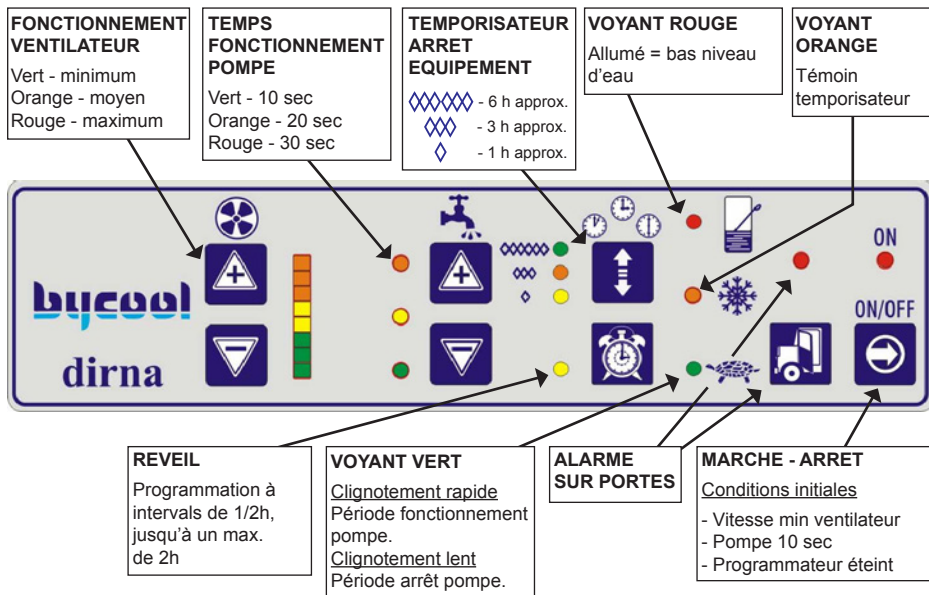 FONCTIONNEMENT
VENTILATEUR
Vert - minimum
Orange - moyen
Rouge - maximum
TEMPS
FONCTIONNEMENT
POMPE
Vert - 10 sec
Orange - 20 sec
Rouge - 30 sec
TEMPORISATEUR
ARRET
EQUIPEMENT
- 6 h approx.
- 3 h approx.
- 1 h approx.
VOYANT ROUGE
Allumé = bas niveau
d'eau
VOYANT
ORANGE
Témoin
temporisateur
ON
ON/OFF
bycool
dirna
REVEIL
Programmation à
intervals de 1/2h,
jusqu'à un max.
de 2h
VOYANT VERT
Clignotement rapide
Période fonctionnement
pompe.
Clignotement lent
Période arrêt pompe.
ALARME
SUR PORTES
MARCHE - ARRET
Conditions initiales
- Vitesse min ventilateur
- Pompe 10 sec
- Programmateur éteint